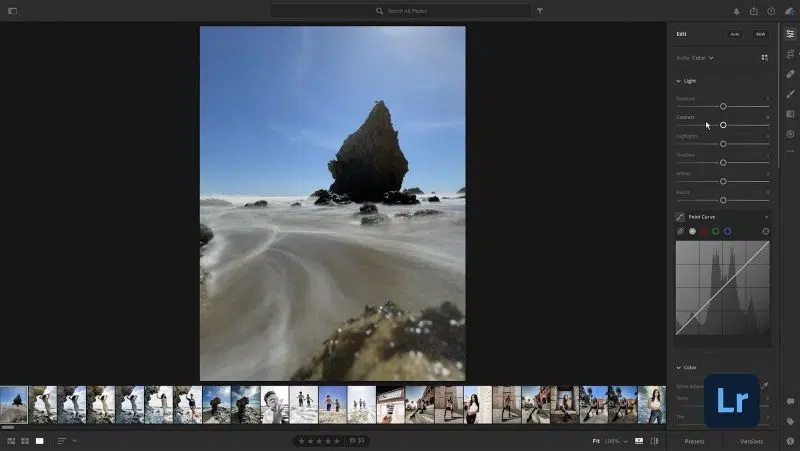 Search All Photos
Edit
Auto
B&W
Profile Color
Light
Exposure
Contrast
Highlights
Shadows
Whites
Blacks
Point Curve
Color
White Balance
Temp
Tint
Lr
Fit 100%
Presets
Versions